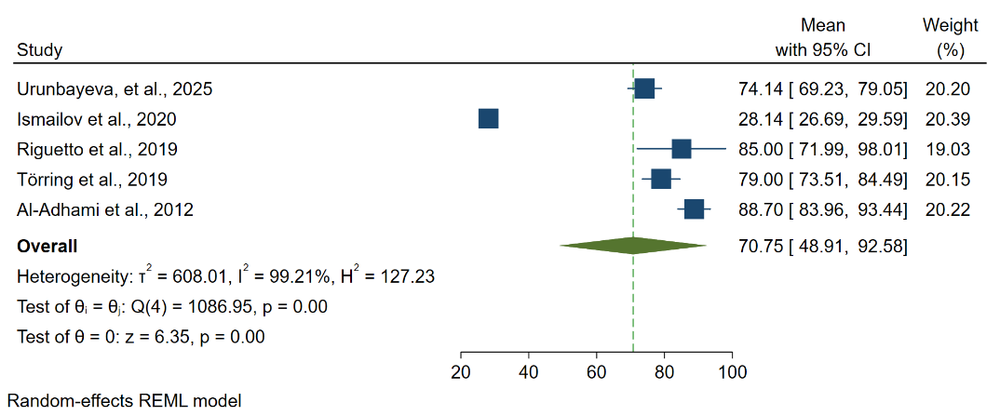 Mean Weight
Study with 95% CI (%)
Urunbayeva, et al., 2025 74.14 [ 69.23, 79.05] 20.20
Ismailov et al., 2020 28.14 [ 26.69, 29.59] 20.39
Riguetto et al., 2019 85.00 [ 71.99, 98.01] 19.03
Törring et al., 2019 79.00 [ 73.51, 84.49] 20.15
Al-Adhami et al., 2012 88.70 [ 83.96, 93.44] 20.22
Overall 70.75 [ 48.91, 92.58]
Heterogeneity: τ² = 608.01, I² = 99.21%, H² = 127.23
Test of θᵢ = θⱼ: Q(4) = 1086.95, p = 0.00
Test of θ = 0: z = 6.35, p = 0.00
20 40 60 80 100
Random-effects REML model